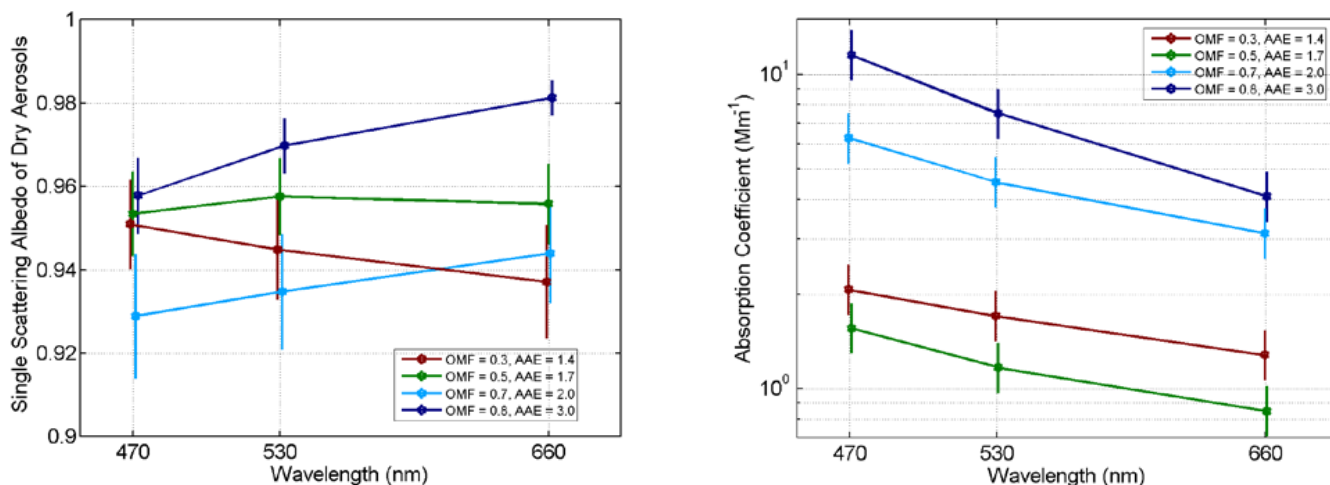 Single Scattering Albedo of Dry Aerosols
1
0.98
0.96
0.94
0.92
0.9
470
530
660
Wavelength (nm)
OMF = 0.3, AAE = 1.4
OMF = 0.5, AAE = 1.7
OMF = 0.7, AAE = 2.0
OMF = 0.8, AAE = 3.0
Absorption Coefficient (Mm⁻¹)
10¹
10⁰
470
530
660
Wavelength (nm)
OMF = 0.3, AAE = 1.4
OMF = 0.5, AAE = 1.7
OMF = 0.7, AAE = 2.0
OMF = 0.8, AAE = 3.0